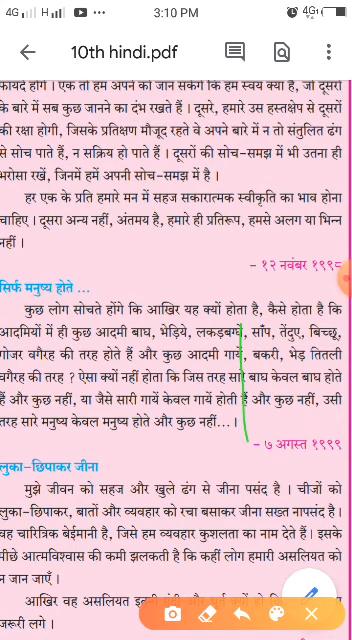 4G H 4G
3:10 PM
10th hindi.pdf
फायदे होंगे । एक तो हम अपने को जान सकेंगे कि हम स्वयं क्या हैं, जो दूसरों
के बारे में सब कुछ जानने का दंभ रखते हैं । दूसरे, हमारे उस हस्तक्षेप से दूसरों
की रक्षा होगी, जिसके प्रतिक्षण मौजूद रहते वे अपने बारे में न तो संतुलित ढंग
से सोच पाते हैं, न सक्रिय हो पाते हैं । दूसरों की सोच-समझ में भी उतना ही
भरोसा रखें, जिनमें हमें अपनी सोच-समझ में है ।
हर एक के प्रति हमारे मन में सहज सकारात्मक स्वीकृति का भाव होना
चाहिए । दूसरा अन्य नहीं, अंतमय है, हमारे ही प्रतिरूप, हमसे अलग या भिन्न
नहीं ।
- १२ नवंबर १९९८
सिर्फ मनुष्य होते ...
कुछ लोग सोचते होंगे कि आखिर यह क्यों होता है, कैसे होता है कि
आदमियों में ही कुछ आदमी बाघ, भेड़िये, लकड़बग्घे, साँप, तेंदुए, बिच्छू,
गोजर वगैरह की तरह होते हैं और कुछ आदमी गायें, बकरी, भेड़ तितली
वगैरह की तरह ? ऐसा क्यों नहीं होता कि जिस तरह सारे बाघ केवल बाघ होते
हैं और कुछ नहीं, या जैसे सारी गायें केवल गायें होती हैं और कुछ नहीं, उसी
तरह सारे मनुष्य केवल मनुष्य होते और कुछ नहीं...।
- ७ अगस्त १९९९
लुका-छिपाकर जीना
मुझे जीवन को सहज और खुले ढंग से जीना पसंद है । चीजों को
लुका-छिपाकर, बातों और व्यवहार को रचा बसाकर जीना सख्त नापसंद है ।
वह चारित्रिक बेईमानी है, जिसे हम व्यवहार कुशलता का नाम देते हैं । इसके
पीछे आत्मविश्वास की कमी झलकती है कि कहीं लोग हमारी असलियत को
न जान जाएँ ।
आखिर वह असलियत
जरूरी लगे ।